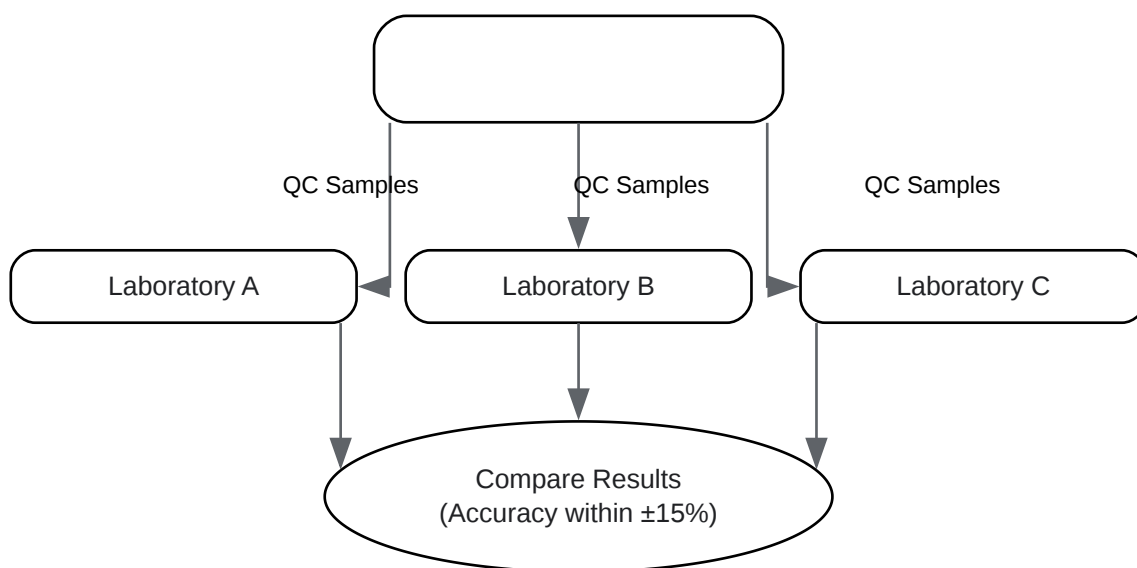 QC Samples
QC Samples
QC Samples
Laboratory A
Laboratory B
Laboratory C
Compare Results
(Accuracy within ±15%)